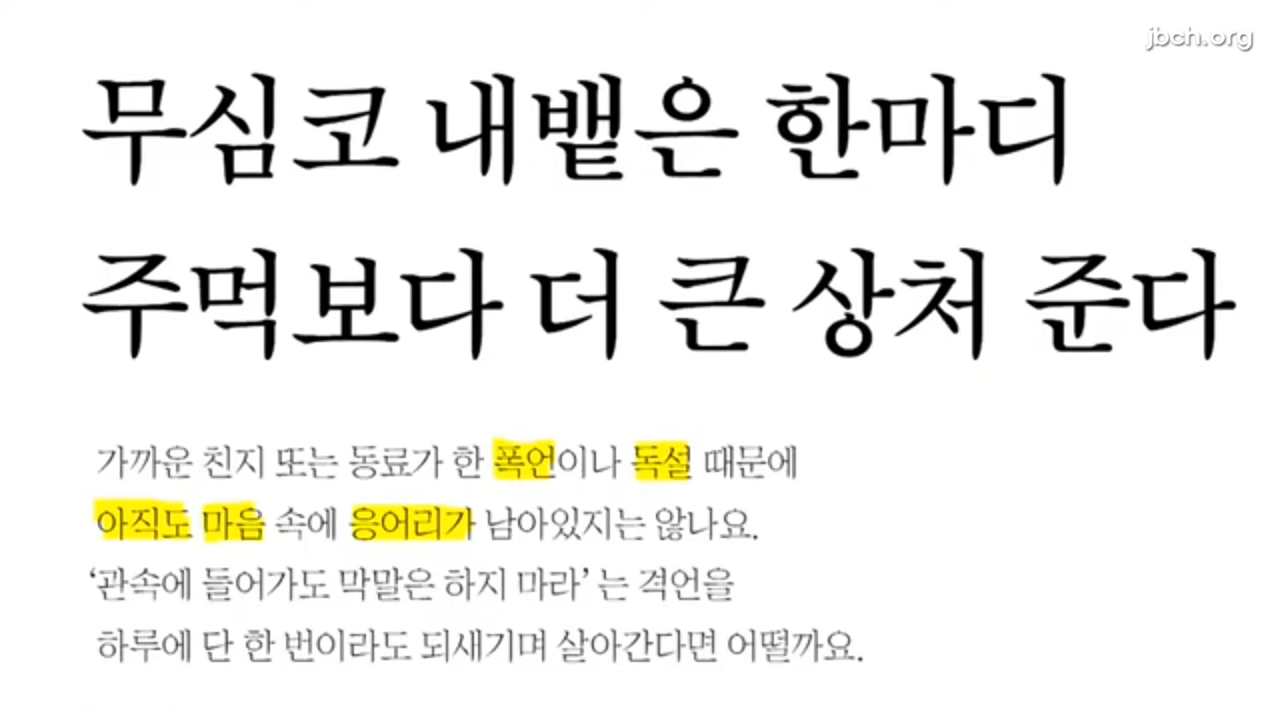 jbch.org
무심코 내뱉은 한마디
주먹보다 더 큰 상처 준다
가까운 친지 또는 동료가 한 폭언이나 독설 때문에
아직도 마음 속에 응어리가 남아있지는 않나요.
‘관속에 들어가도 막말은 하지 마라’ 는 격언을
하루에 단 한 번이라도 되새기며 살아간다면 어떨까요.